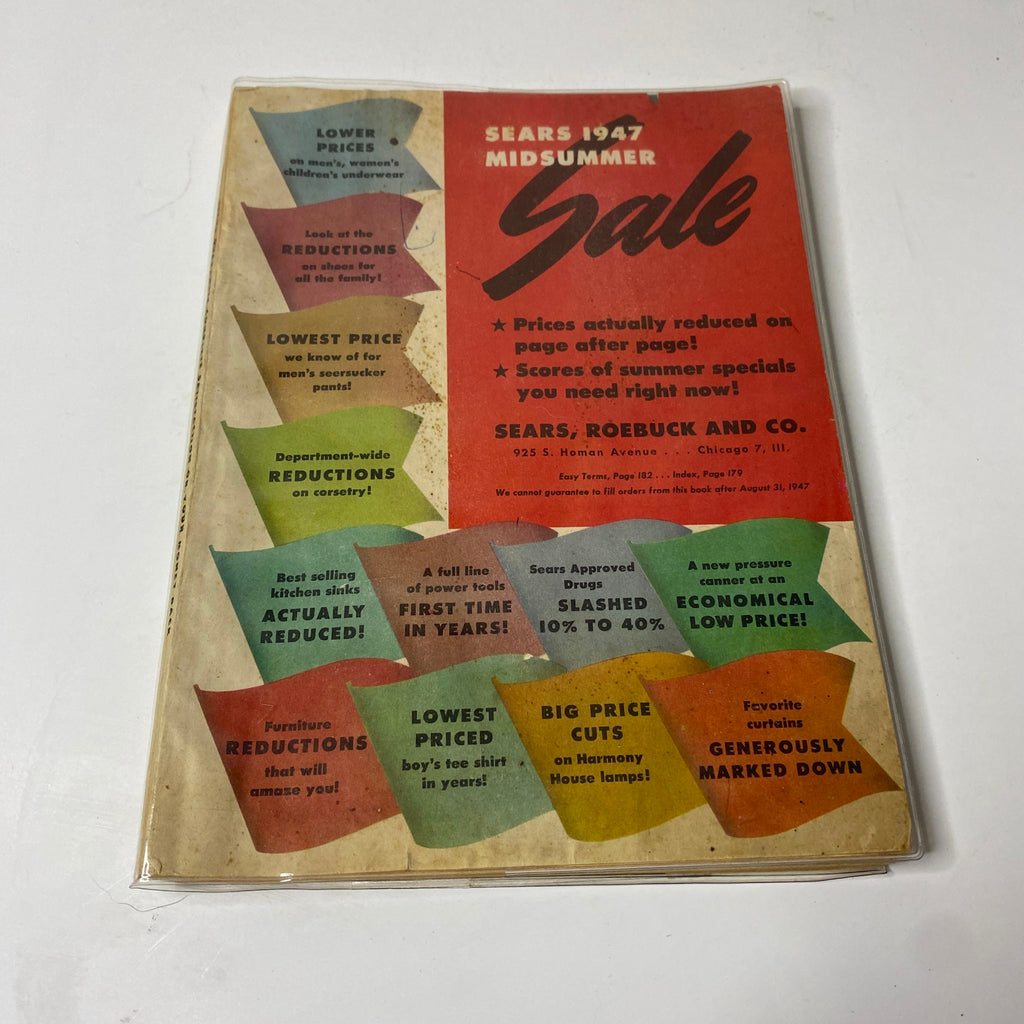 LOWER
PRICES
on men's, women's
children's underwear
Look at the
REDUCTIONS
on shoes for
all the family!
LOWEST PRICE
we know of for
men's seersucker
pants!
Department-wide
REDUCTIONS
on corsetry!
SEARS 1947
MIDSUMMER
Sale
★ Prices actually reduced on
page after page!
★ Scores of summer specials
you need right now!
SEARS, ROEBUCK AND CO.
925 S. Homan Avenue . . . Chicago 7, Ill.
Easy Terms, Page 182 . . . Index, Page 179
We cannot guarantee to fill orders from this book after August 31, 1947
Best selling
kitchen sinks
ACTUALLY
REDUCED!
A full line
of power tools
FIRST TIME
IN YEARS!
Sears Approved
Drugs
SLASHED
10% TO 40%
A new pressure
canner at an
ECONOMICAL
LOW PRICE!
Furniture
REDUCTIONS
that will
amaze you!
LOWEST
PRICED
boy's tee shirt
in years!
BIG PRICE
CUTS
on Harmony
House lamps!
Favorite
curtains
GENEROUSLY
MARKED DOWN